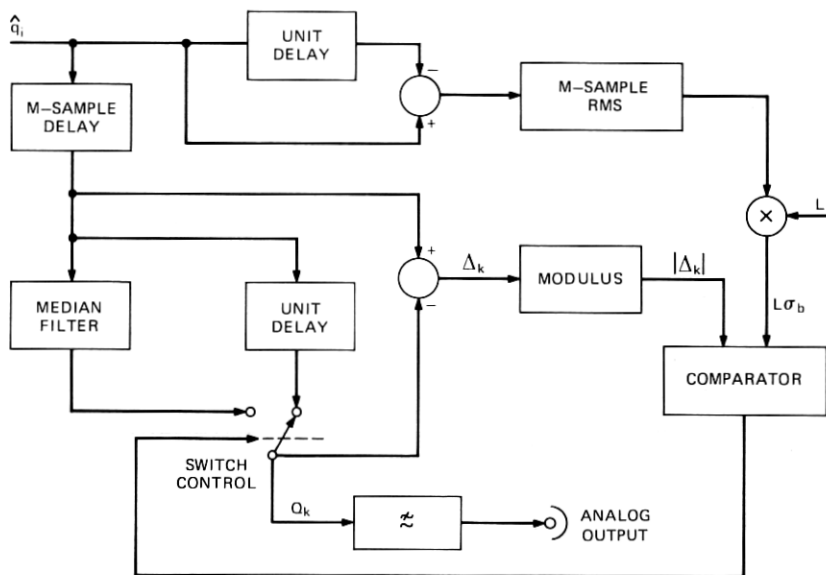 q̂ᵢ
UNIT
DELAY
−
+
M–SAMPLE
DELAY
M–SAMPLE
RMS
L
×
+
−
Δₖ
MODULUS
|Δₖ|
Lσ_b
MEDIAN
FILTER
UNIT
DELAY
COMPARATOR
SWITCH
CONTROL
Qₖ
≈
ANALOG
OUTPUT